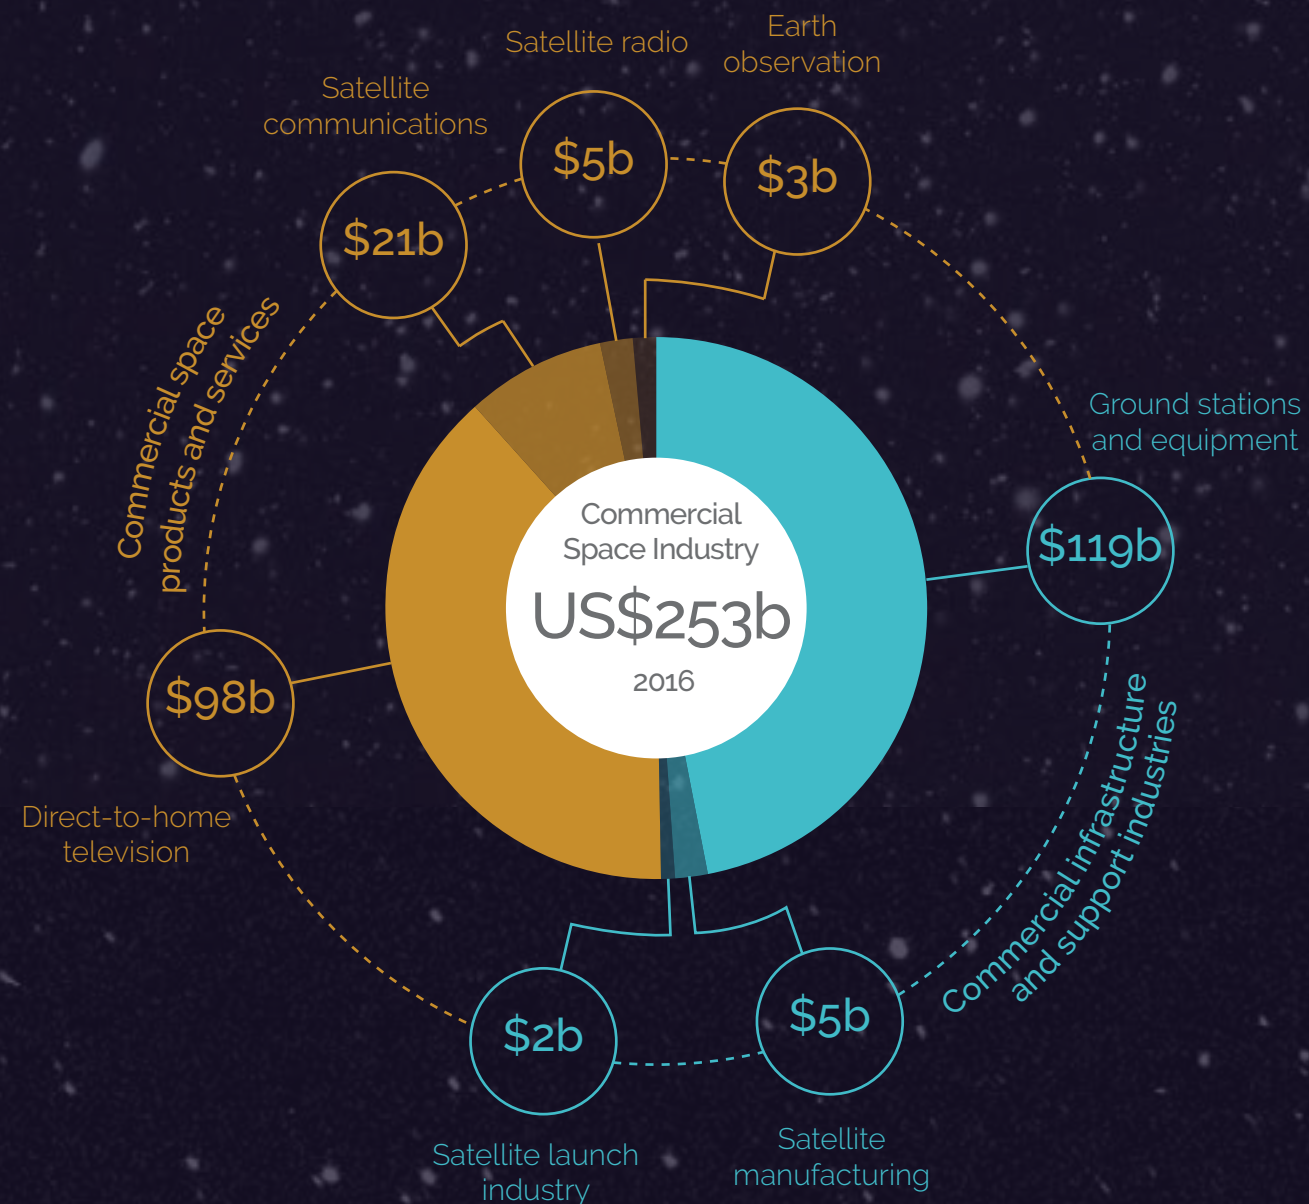 Satellite radio
$5b
Earth
observation
$3b
Satellite
communications
$21b
Commercial space
products and services
Ground stations
and equipment
$119b
Commercial
Space Industry
US$253b
2016
$98b
Direct-to-home
television
Commercial infrastructure
and support industries
$2b
Satellite launch
industry
$5b
Satellite
manufacturing